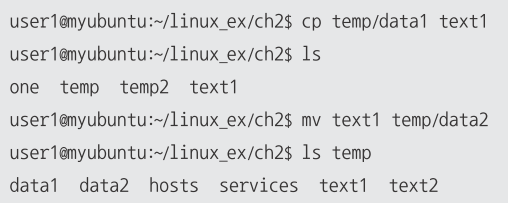 user1@myubuntu:~/linux_ex/ch2$ cp temp/data1 text1
user1@myubuntu:~/linux_ex/ch2$ ls
one temp temp2 text1
user1@myubuntu:~/linux_ex/ch2$ mv text1 temp/data2
user1@myubuntu:~/linux_ex/ch2$ ls temp
data1 data2 hosts services text1 text2